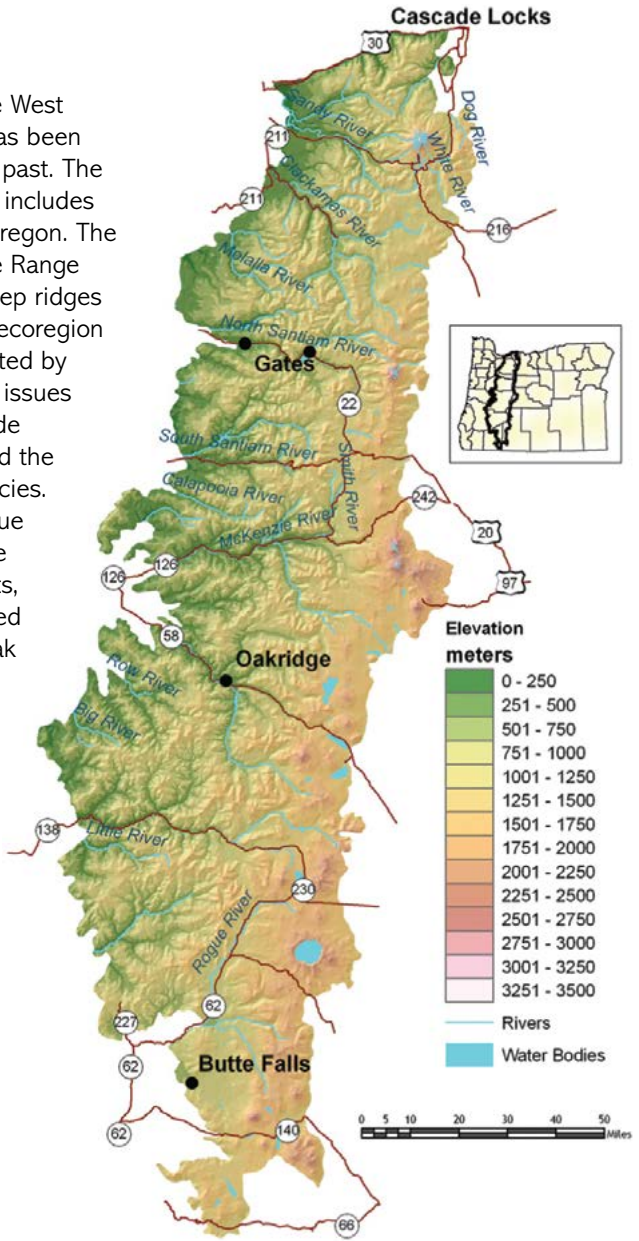 Cascade Locks
30
e West
as been
past. The
includes
regon. The
e Range
ep ridges
ecoregion
ted by
issues
de
d the
cies.
ue
e
ts,
ed
ak
Sandy River
Dog River
White River
211
Clackamas River
211
216
Molalla River
North Santiam River
Gates
22
South Santiam River
Smith River
Calapooia River
242
McKenzie River
20
126
126
97
58
Row River
Oakridge
Big River
138
Little River
230
Rogue River
62
227
62
Butte Falls
62
140
66
Elevation
meters
0 - 250
251 - 500
501 - 750
751 - 1000
1001 - 1250
1251 - 1500
1501 - 1750
1751 - 2000
2001 - 2250
2251 - 2500
2501 - 2750
2751 - 3000
3001 - 3250
3251 - 3500
Rivers
Water Bodies
0 5 10 20 30 40 50
Miles